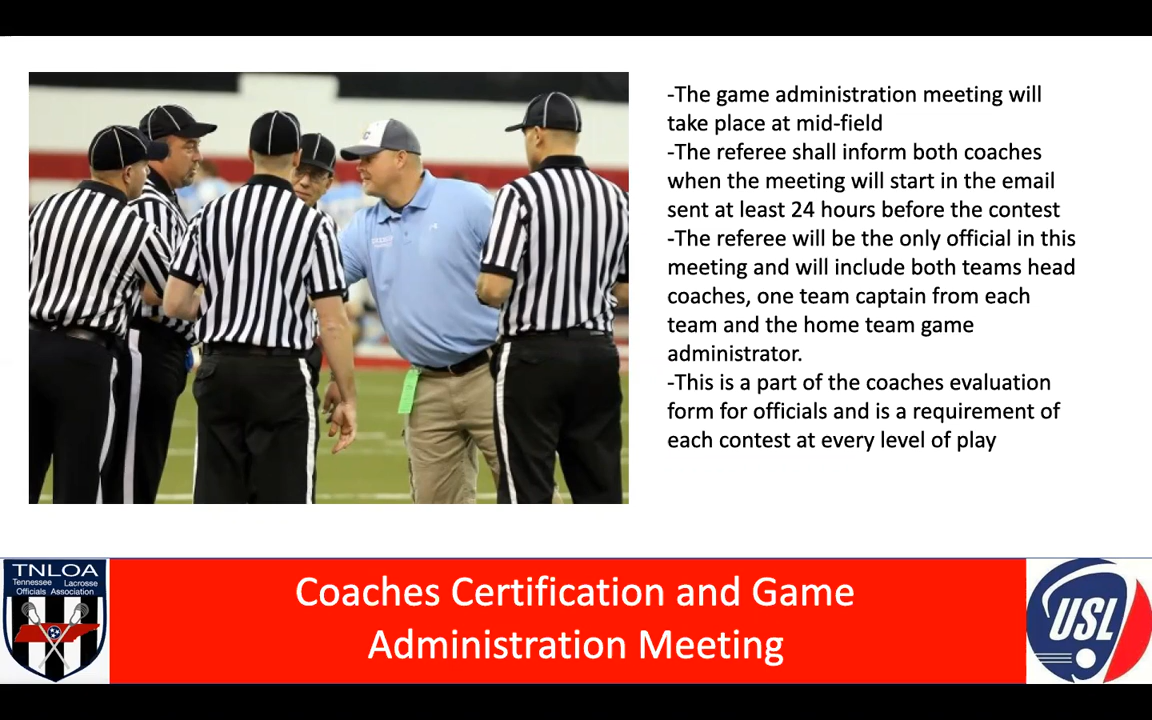 -The game administration meeting will
take place at mid-field
-The referee shall inform both coaches
when the meeting will start in the email
sent at least 24 hours before the contest
-The referee will be the only official in this
meeting and will include both teams head
coaches, one team captain from each
team and the home team game
administrator.
-This is a part of the coaches evaluation
form for officials and is a requirement of
each contest at every level of play
TNLOA
Tennessee Lacrosse
Officials Association
Coaches Certification and Game
Administration Meeting
USL